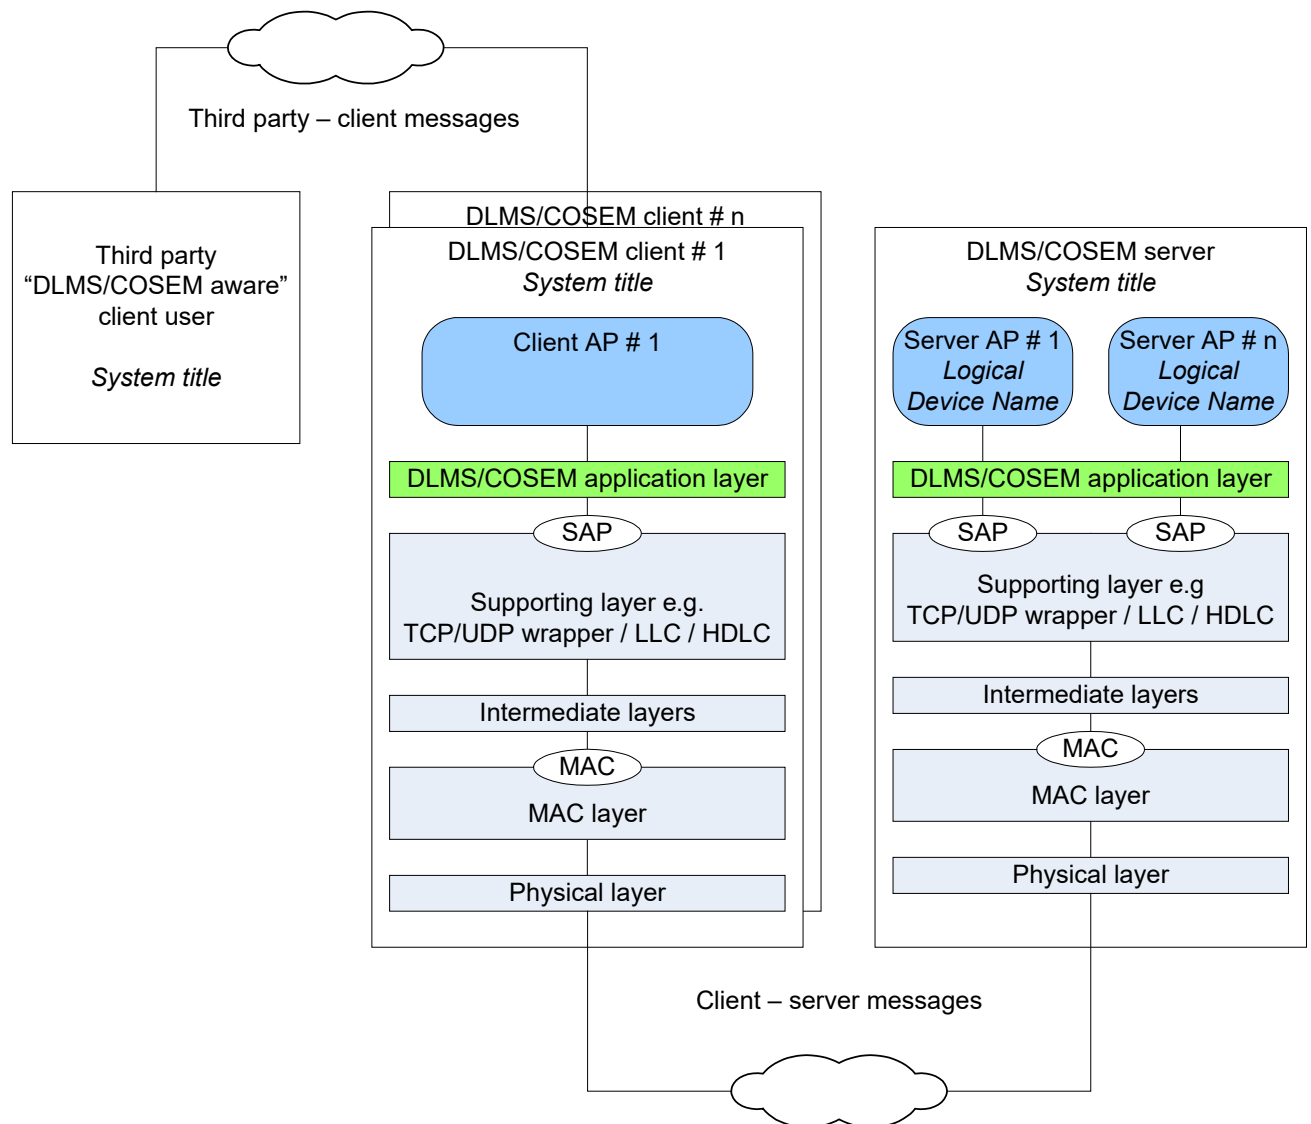 Third party – client messages
Third party
“DLMS/COSEM aware”
client user
System title
DLMS/COSEM client # n
DLMS/COSEM client # 1
System title
Client AP # 1
DLMS/COSEM application layer
SAP
Supporting layer e.g.
TCP/UDP wrapper / LLC / HDLC
Intermediate layers
MAC
MAC layer
Physical layer
DLMS/COSEM server
System title
Server AP # 1
Logical
Device Name
Server AP # n
Logical
Device Name
DLMS/COSEM application layer
SAP
SAP
Supporting layer e.g
TCP/UDP wrapper / LLC / HDLC
Intermediate layers
MAC
MAC layer
Physical layer
Client – server messages